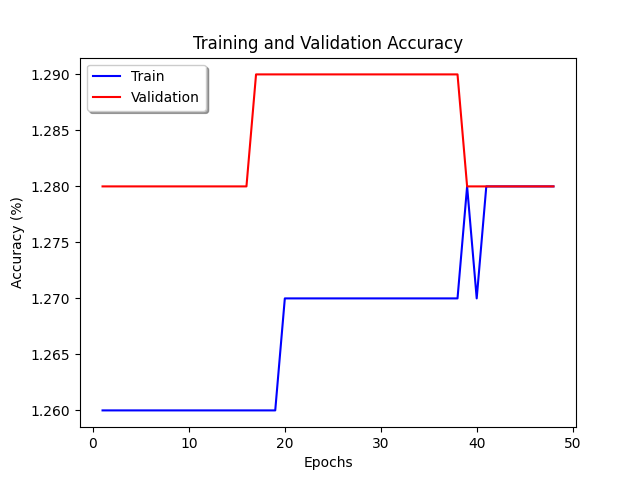 Training and Validation Accuracy
Train
Validation
Accuracy (%)
1.290
1.285
1.280
1.275
1.270
1.265
1.260
0 10 20 30 40 50
Epochs